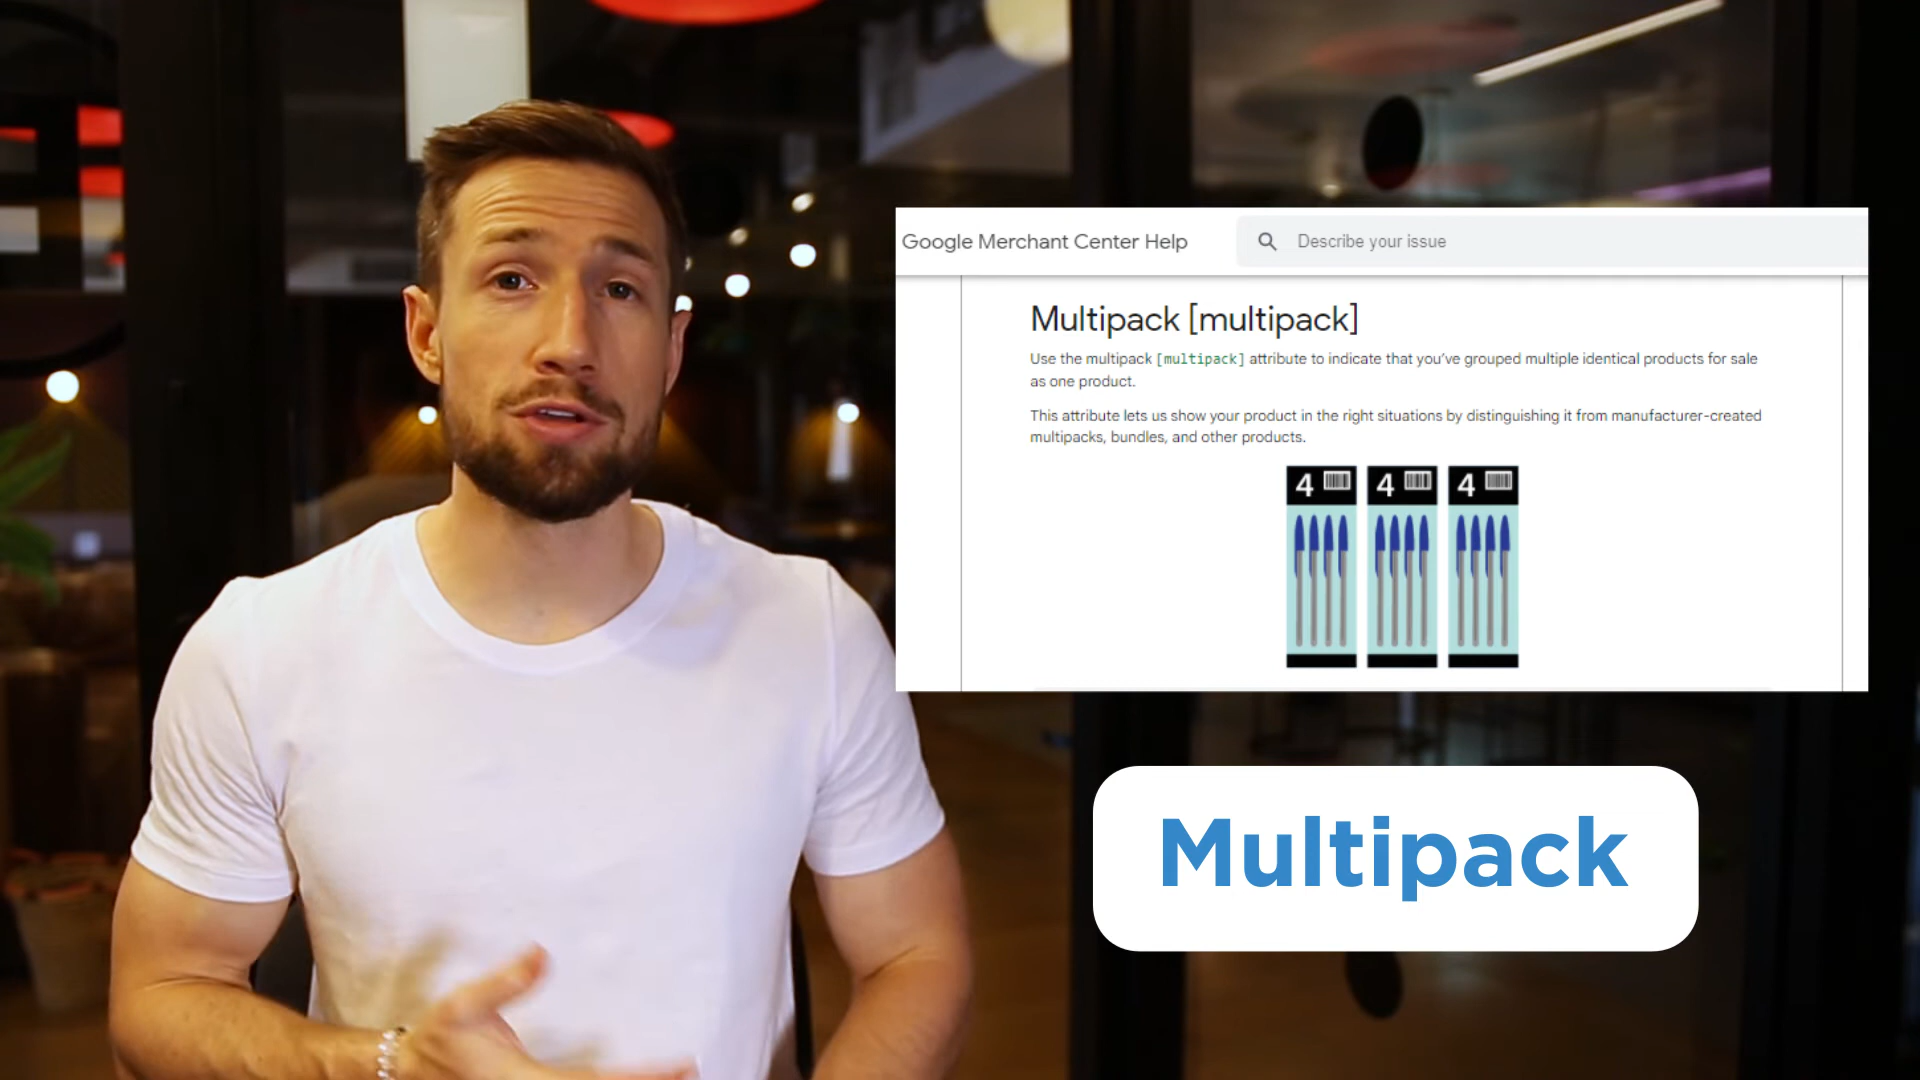 Google Merchant Center Help
Describe your issue
Multipack [multipack]
Use the multipack [multipack] attribute to indicate that you've grouped multiple identical products for sale
as one product.
This attribute lets us show your product in the right situations by distinguishing it from manufacturer-created
multipacks, bundles, and other products.
4 4 4
Multipack